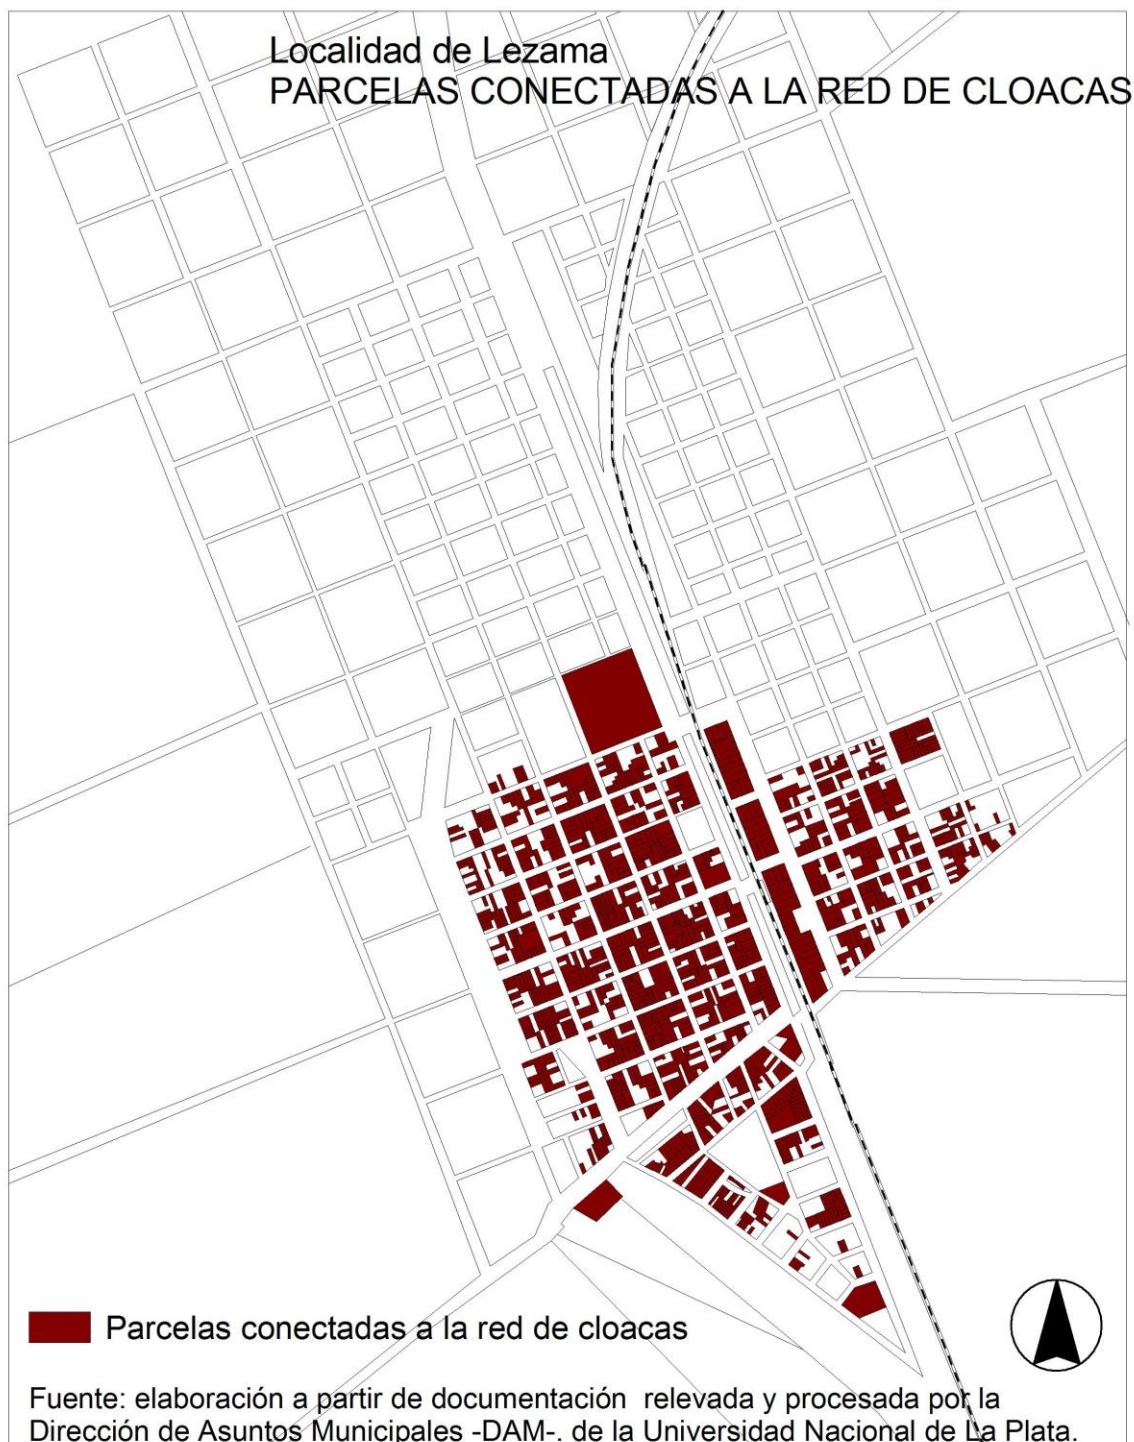 Localidad de Lezama
PARCELAS CONECTADAS A LA RED DE CLOACAS
Parcelas conectadas a la red de cloacas
Fuente: elaboración a partir de documentación relevada y procesada por la
Dirección de Asuntos Municipales -DAM-. de la Universidad Nacional de La Plata.